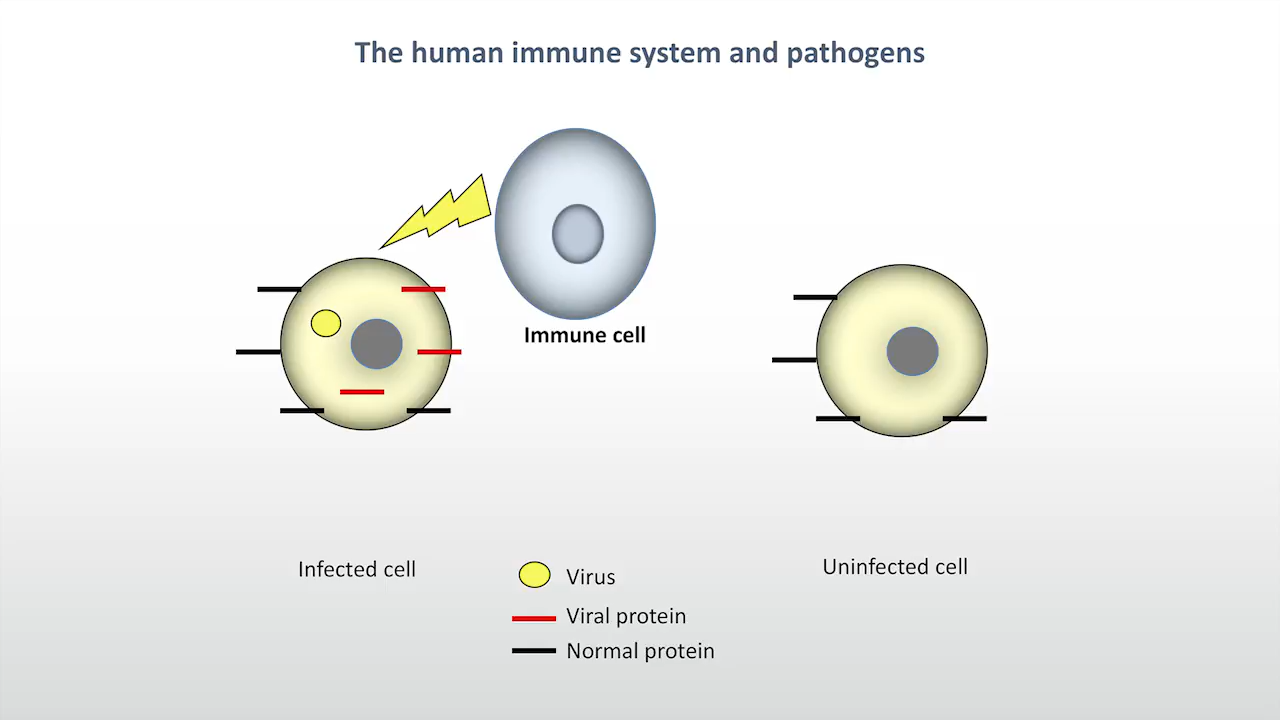 The human immune system and pathogens
Immune cell
Infected cell
Uninfected cell
Virus
Viral protein
Normal protein